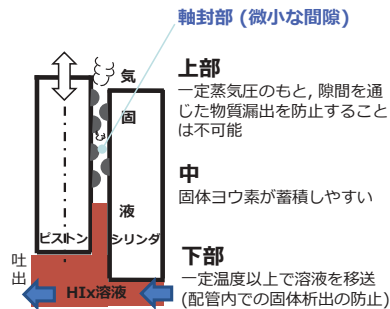 軸封部 (微小な間隙)
気
固
液
ピストン
シリンダ
吐
出
HIx溶液
上部
一定蒸気圧のもと, 隙間を通
じた物質漏出を防止すること
は不可能
中
固体ヨウ素が蓄積しやすい
下部
一定温度以上で溶液を移送
(配管内での固体析出の防止)